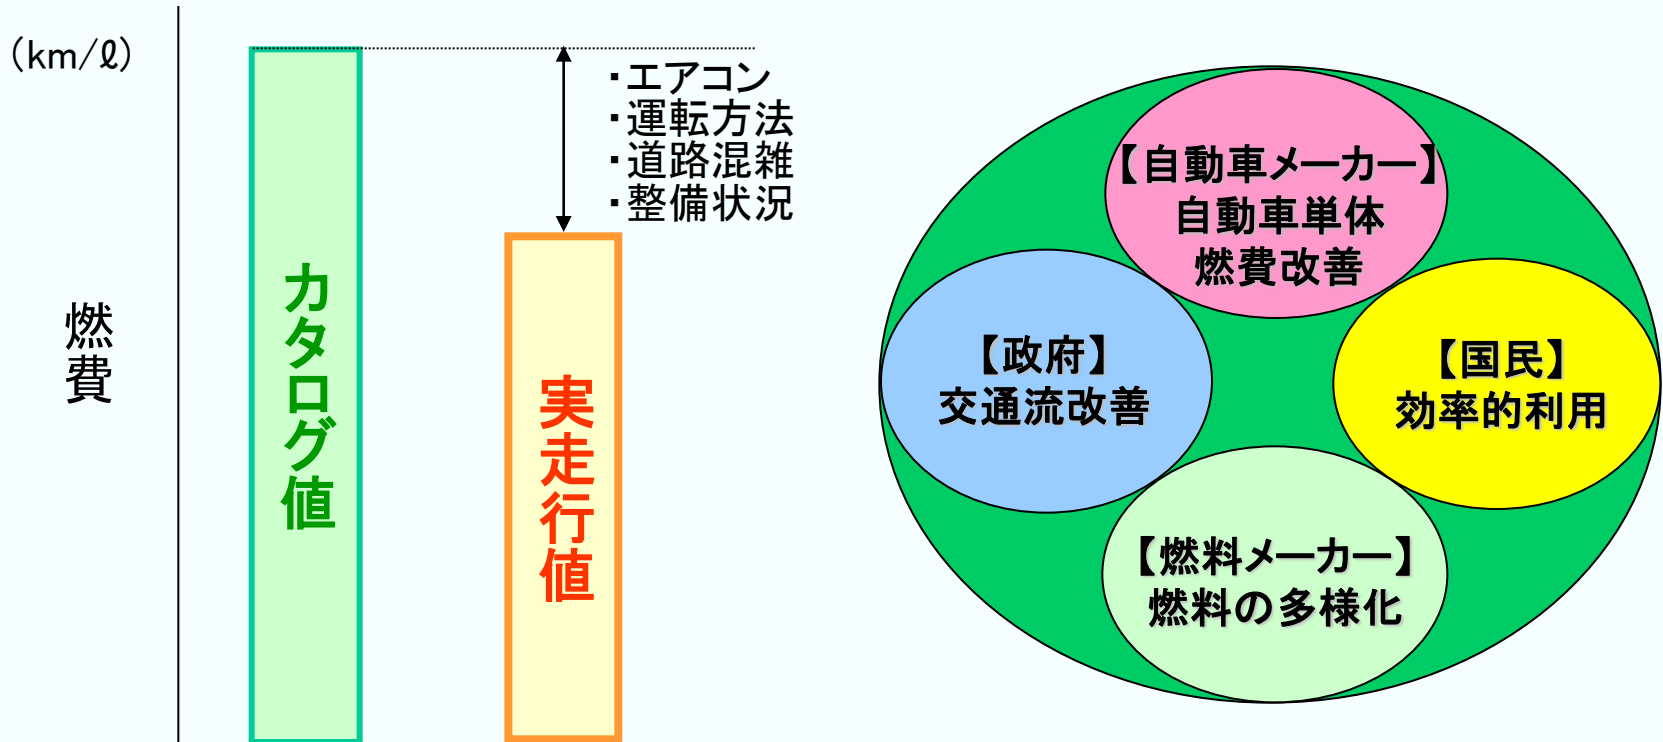 (km/ℓ)
燃費
カタログ値
実走行値
・エアコン
・運転方法
・道路混雑
・整備状況
【自動車メーカー】
自動車単体
燃費改善
【政府】
交通流改善
【国民】
効率的利用
【燃料メーカー】
燃料の多様化